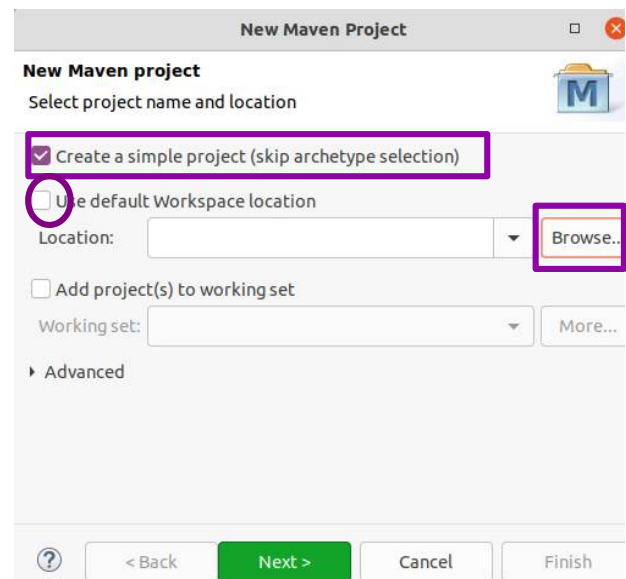 New Maven Project
New Maven project
Select project name and location
M
Create a simple project (skip archetype selection)
Use default Workspace location
Location:
Browse..
Add project(s) to working set
Working set:
More...
Advanced
?
< Back
Next >
Cancel
Finish